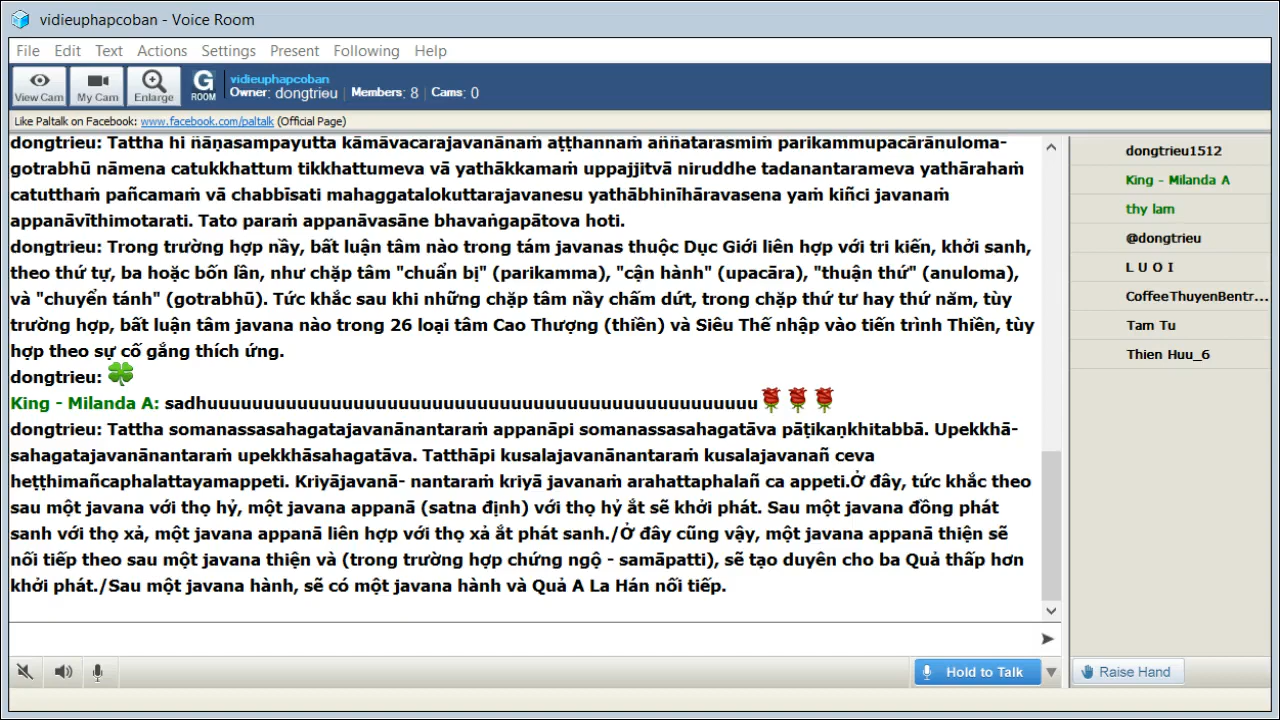 vidieuphapcoban - Voice Room
File Edit Text Actions Settings Present Following Help
View Cam My Cam Enlarge G ROOM vidieuphapcoban
Owner: dongtrieu Members: 8 Cams: 0
Like Paltalk on Facebook: www.facebook.com/paltalk (Official Page)
dongtrieu: Tattha hi ñāṇasampayutta kāmāvacarajavanānaṁ aṭṭhannaṁ aññatarasmiṁ parikammupacārānuloma-
gotrabhū nāmena catukkhattum tikkhattumeva vā yathākkamaṁ uppajjitvā niruddhe tadanantarameva yathārahaṁ
catutthaṁ pañcamaṁ vā chabbīsati mahaggatalokuttarajavanesu yathābhinīhāravasena yaṁ kiñci javanaṁ
appanāvīthimotarati. Tato paraṁ appanāvasāne bhavaṅgapātova hoti.
dongtrieu: Trong trường hợp nầy, bất luận tâm nào trong tám javanas thuộc Dục Giới liên hợp với tri kiến, khởi sanh,
theo thứ tự, ba hoặc bốn lần, như chặp tâm "chuẩn bị" (parikamma), "cận hành" (upacāra), "thuận thứ" (anuloma),
và "chuyển tánh" (gotrabhū). Tức khắc sau khi những chặp tâm nầy chấm dứt, trong chặp thứ tư hay thứ năm, tùy
trường hợp, bất luận tâm javana nào trong 26 loại tâm Cao Thượng (thiền) và Siêu Thế nhập vào tiến trình Thiền, tùy
hợp theo sự cố gắng thích ứng.
dongtrieu:
King - Milanda A: sadhuuuuuuuuuuuuuuuuuuuuuuuuuuuuuuuuuuuuuuuuuuuuuuuuuu
dongtrieu: Tattha somanassasahagatajavanānantaraṁ appanāpi somanassasahagatāva pāṭikaṇkhitabbā. Upekkhā-
sahagatajavanānantaraṁ upekkhāsahagatāva. Tatthāpi kusalajavanānantaraṁ kusalajavanañ ceva
heṭṭhimañcaphalattayamappeti. Kriyājavanā- nantaraṁ kriyā javanaṁ arahattaphalañ ca appeti.Ở đây, tức khắc theo
sau một javana với thọ hỷ, một javana appanā (satna định) với thọ hỷ ắt sẽ khởi phát. Sau một javana đồng phát
sanh với thọ xả, một javana appanā liên hợp với thọ xả ắt phát sanh./Ở đây cũng vậy, một javana appanā thiện sẽ
nối tiếp theo sau một javana thiện và (trong trường hợp chứng ngộ - samāpatti), sẽ tạo duyên cho ba Quả thấp hơn
khởi phát./Sau một javana hành, sẽ có một javana hành và Quả A La Hán nối tiếp.
dongtrieu1512
King - Milanda A
thy lam
@dongtrieu
L U O I
CoffeeThuyenBentr...
Tam Tu
Thien Huu_6
Hold to Talk
Raise Hand